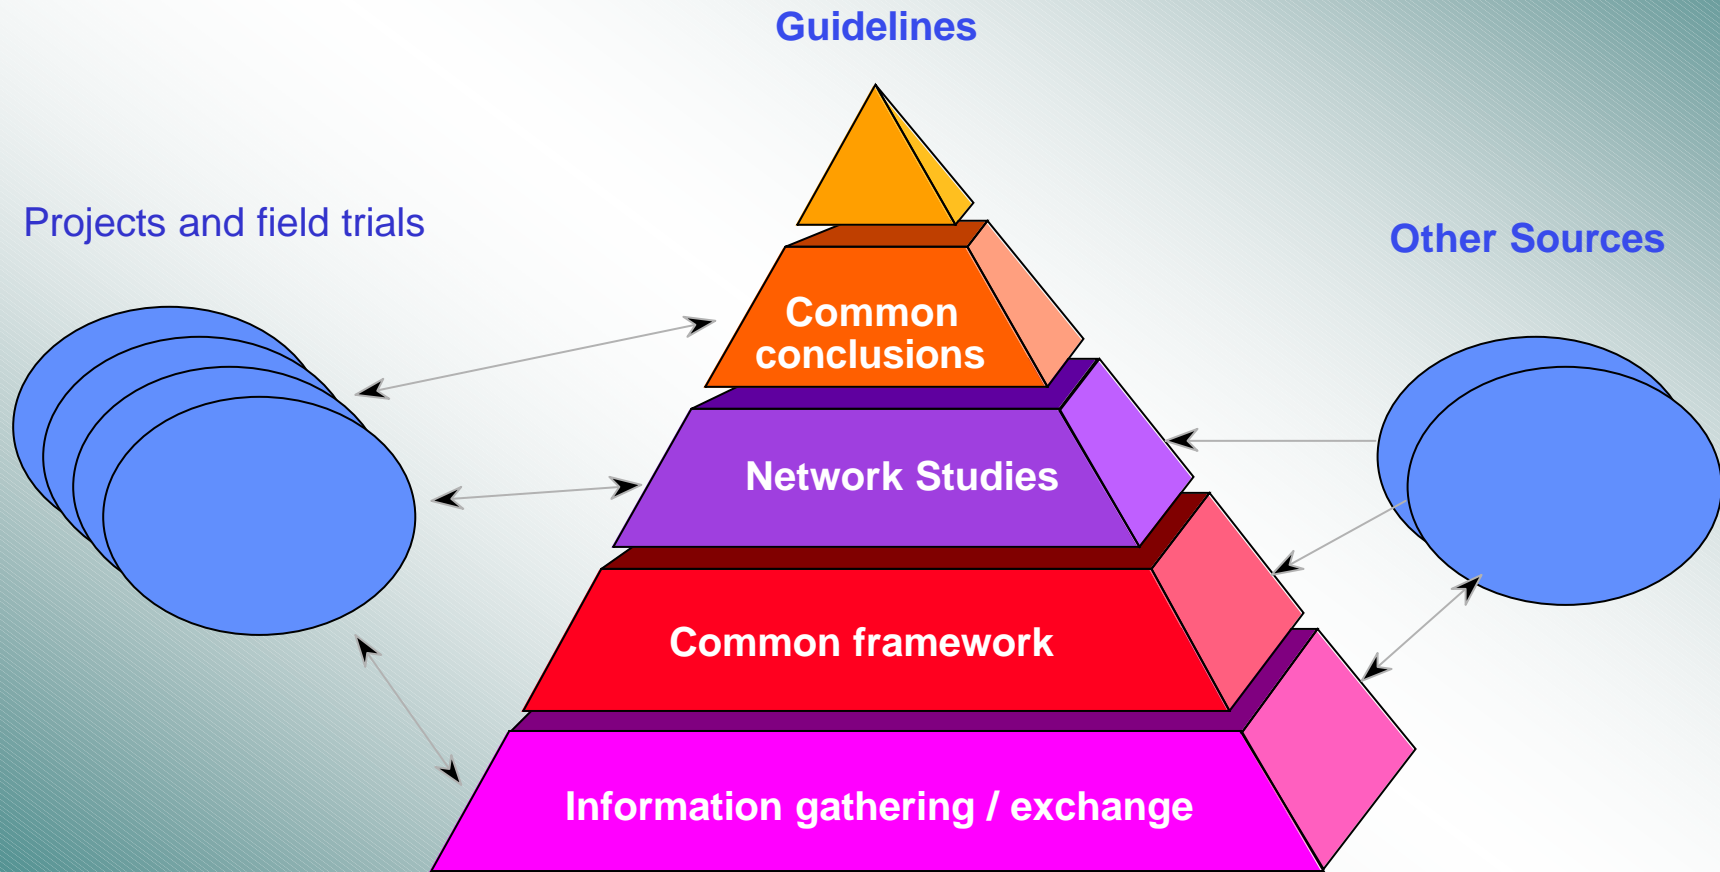 Guidelines
Projects and field trials
Other Sources
Common
conclusions
Network Studies
Common framework
Information gathering / exchange